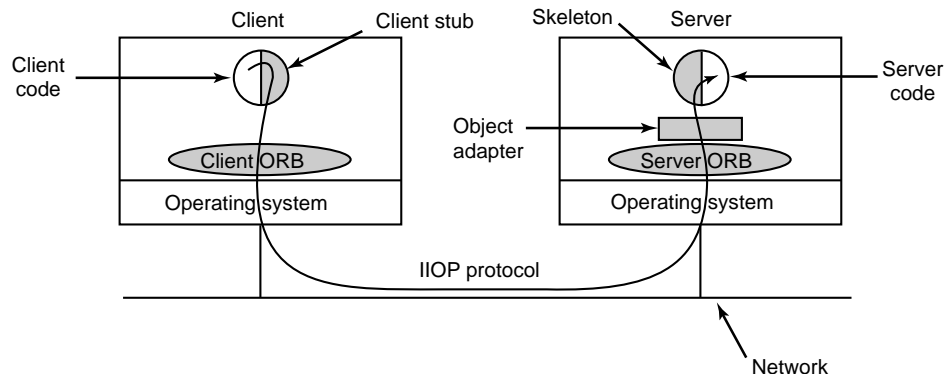 Client
Client stub
Skeleton
Server
Client
code
Server
code
Object
adapter
Client ORB
Server ORB
Operating system
Operating system
IIOP protocol
Network